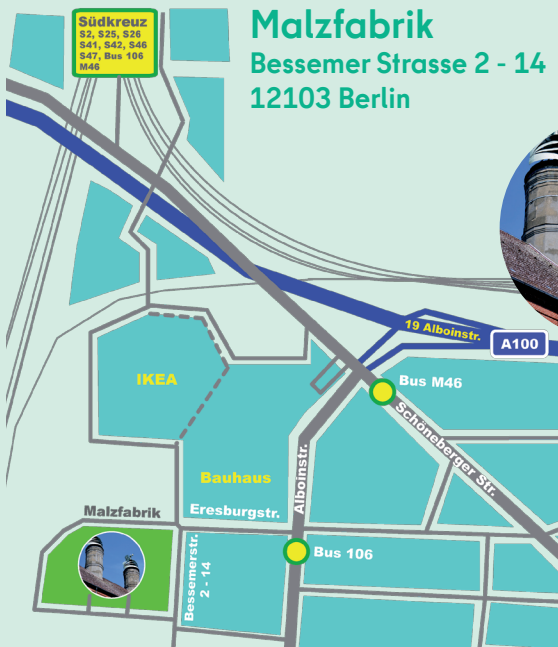 Malzfabrik
Bessemer Strasse 2 - 14
12103 Berlin
Südkreuz
S2, S25, S26
S41, S42, S46
S47, Bus 106
M46
19 Alboinstr.
A100
IKEA
Bus M46
Schöneberger Str.
Bauhaus
Alboinstr.
Eresburgstr.
Malzfabrik
Bessemerstr.
2 - 14
Bus 106